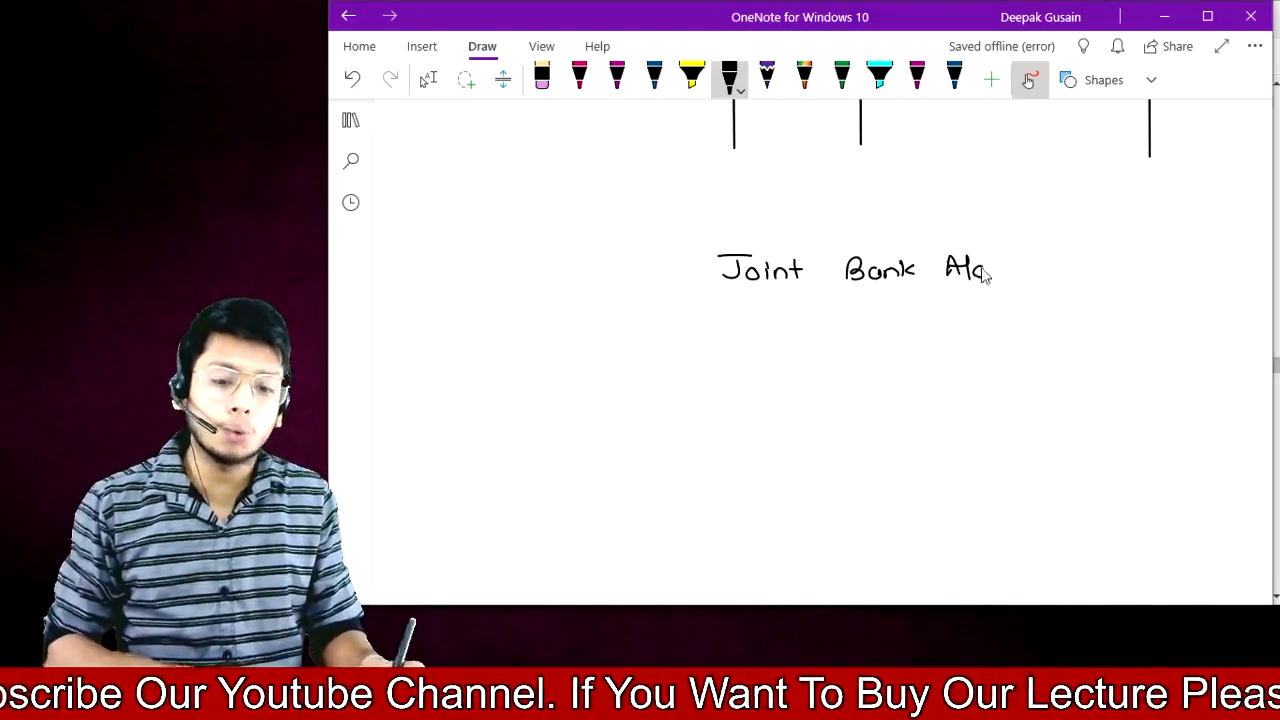 OneNote for Windows 10
Deepak Gusain
Home
Insert
Draw
View
Help
Saved offline (error)
Share
Shapes
Joint Bank A/c
bscribe Our Youtube Channel. If You Want To Buy Our Lecture Pleas